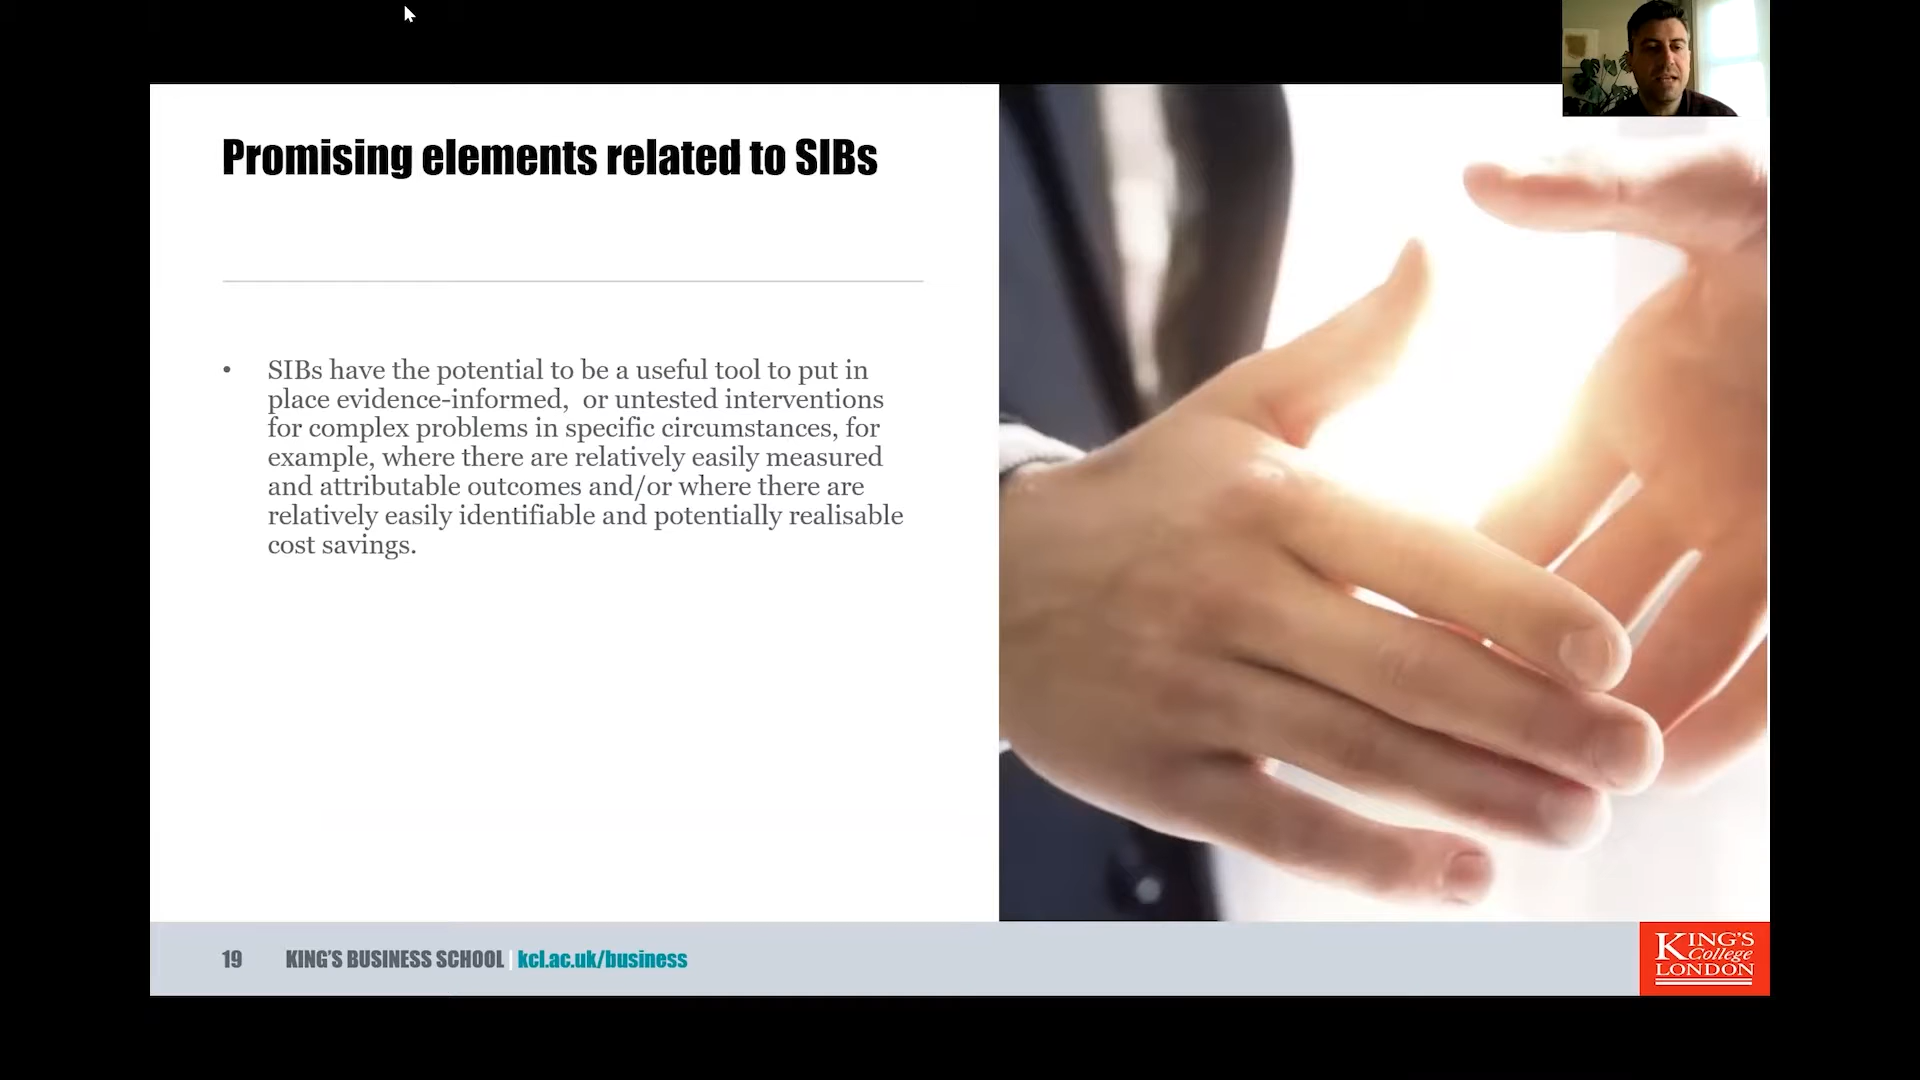 Promising elements related to SIBs
• SIBs have the potential to be a useful tool to put in
place evidence-informed,  or untested interventions
for complex problems in specific circumstances, for
example, where there are relatively easily measured
and attributable outcomes and/or where there are
relatively easily identifiable and potentially realisable
cost savings.
19 KING'S BUSINESS SCHOOL | kcl.ac.uk/business
KING'S
College
LONDON